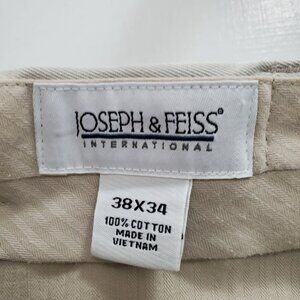 JOSEPH & FEISS®
INTERNATIONAL
38X34
100% COTTON
MADE IN
VIETNAM